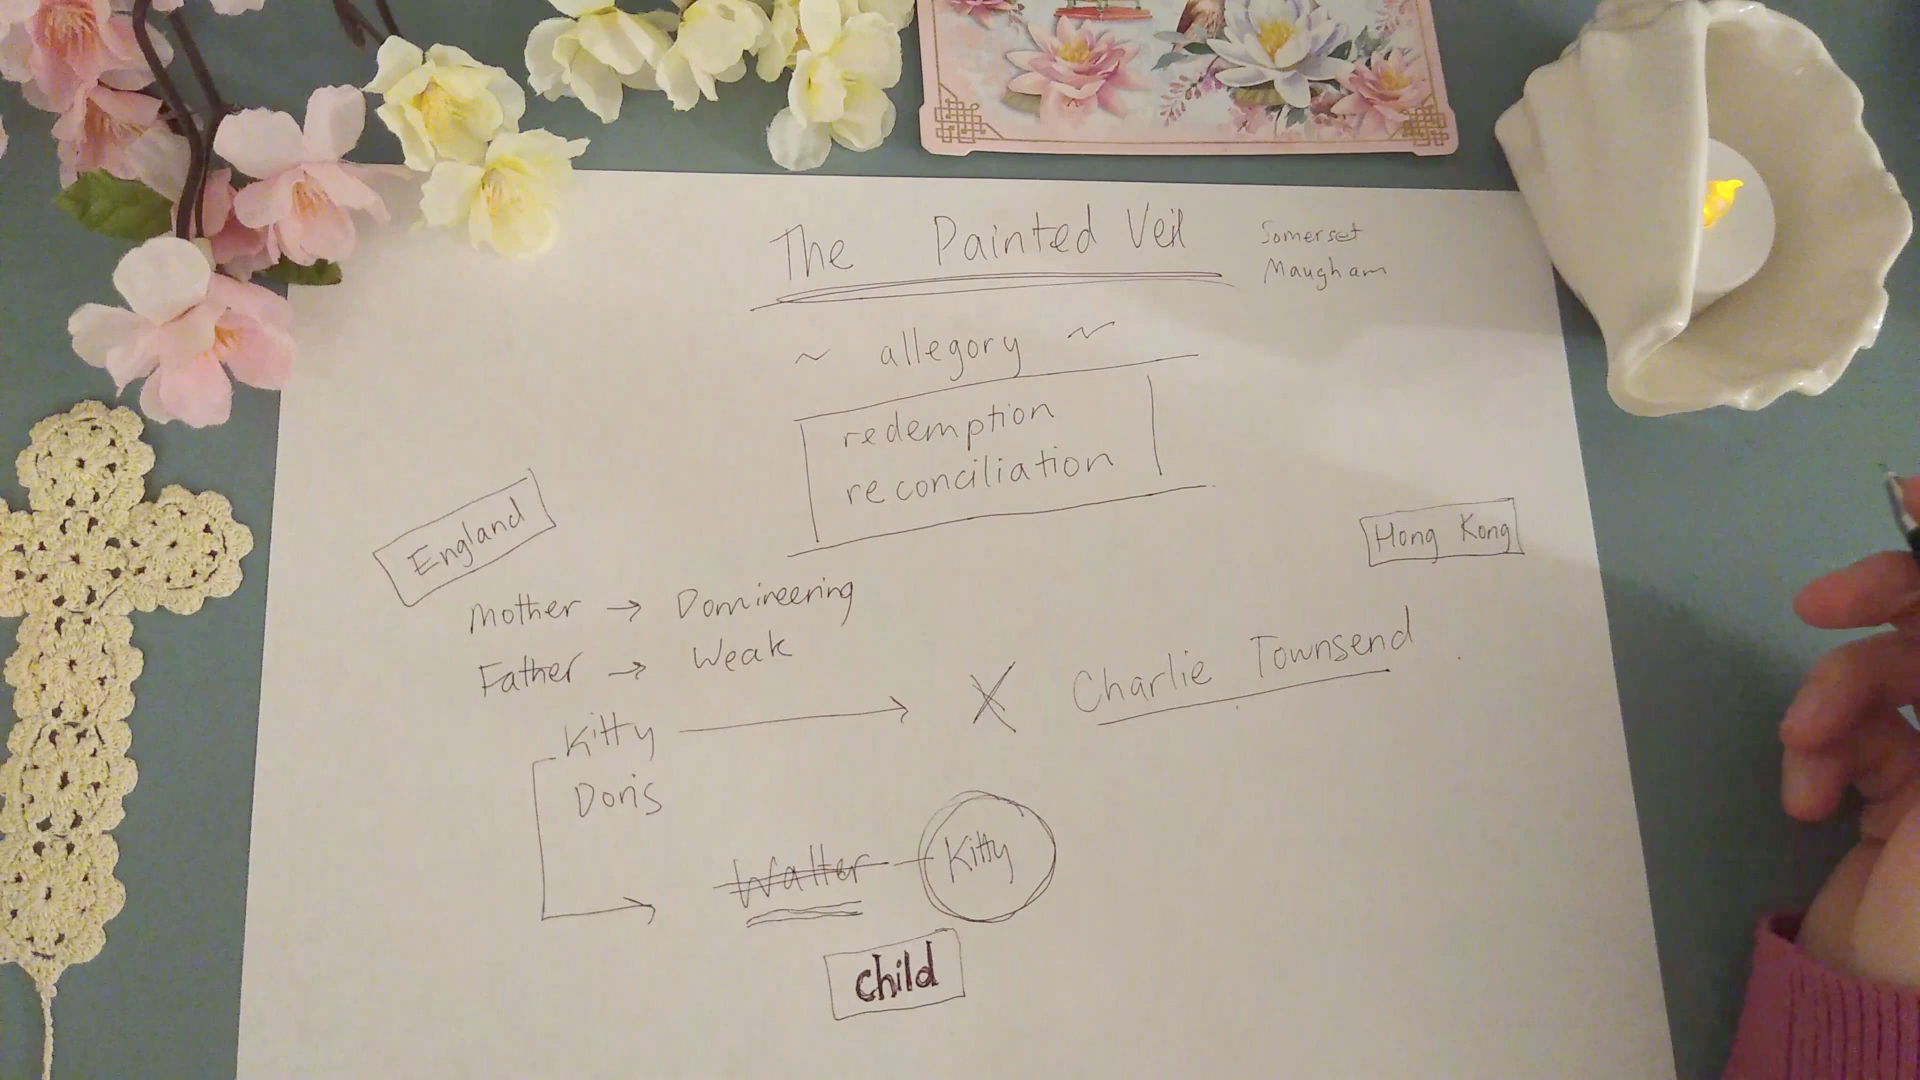 The Painted Veil
Somerset
Maugham
~ allegory ~
redemption
reconciliation
England
Hong Kong
Mother → Domineering
Father → Weak
Kitty → X Charlie Townsend
Doris
Walter - Kitty
child